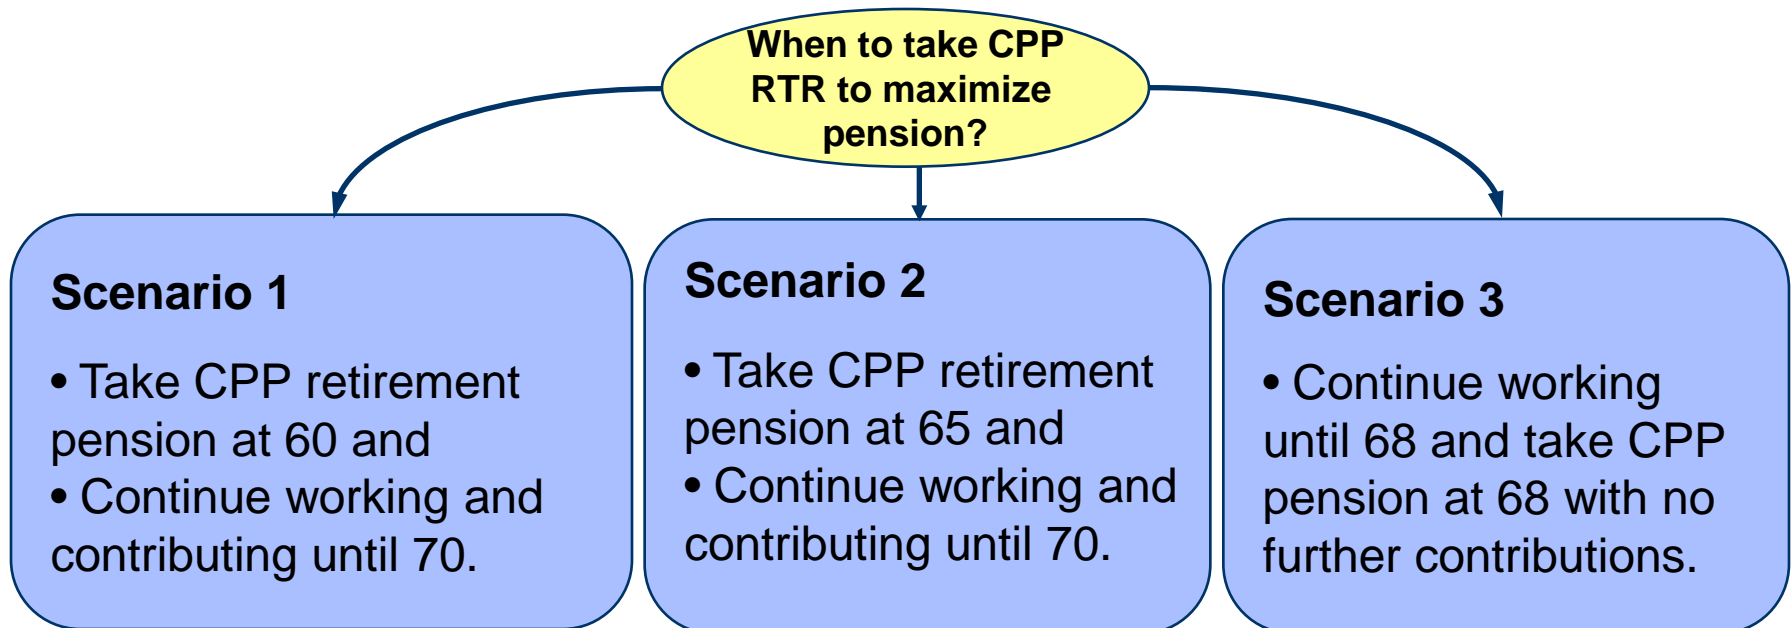 When to take CPP
RTR to maximize
pension?
Scenario 1
• Take CPP retirement
pension at 60 and
• Continue working and
contributing until 70.
Scenario 2
• Take CPP retirement
pension at 65 and
• Continue working and
contributing until 70.
Scenario 3
• Continue working
until 68 and take CPP
pension at 68 with no
further contributions.